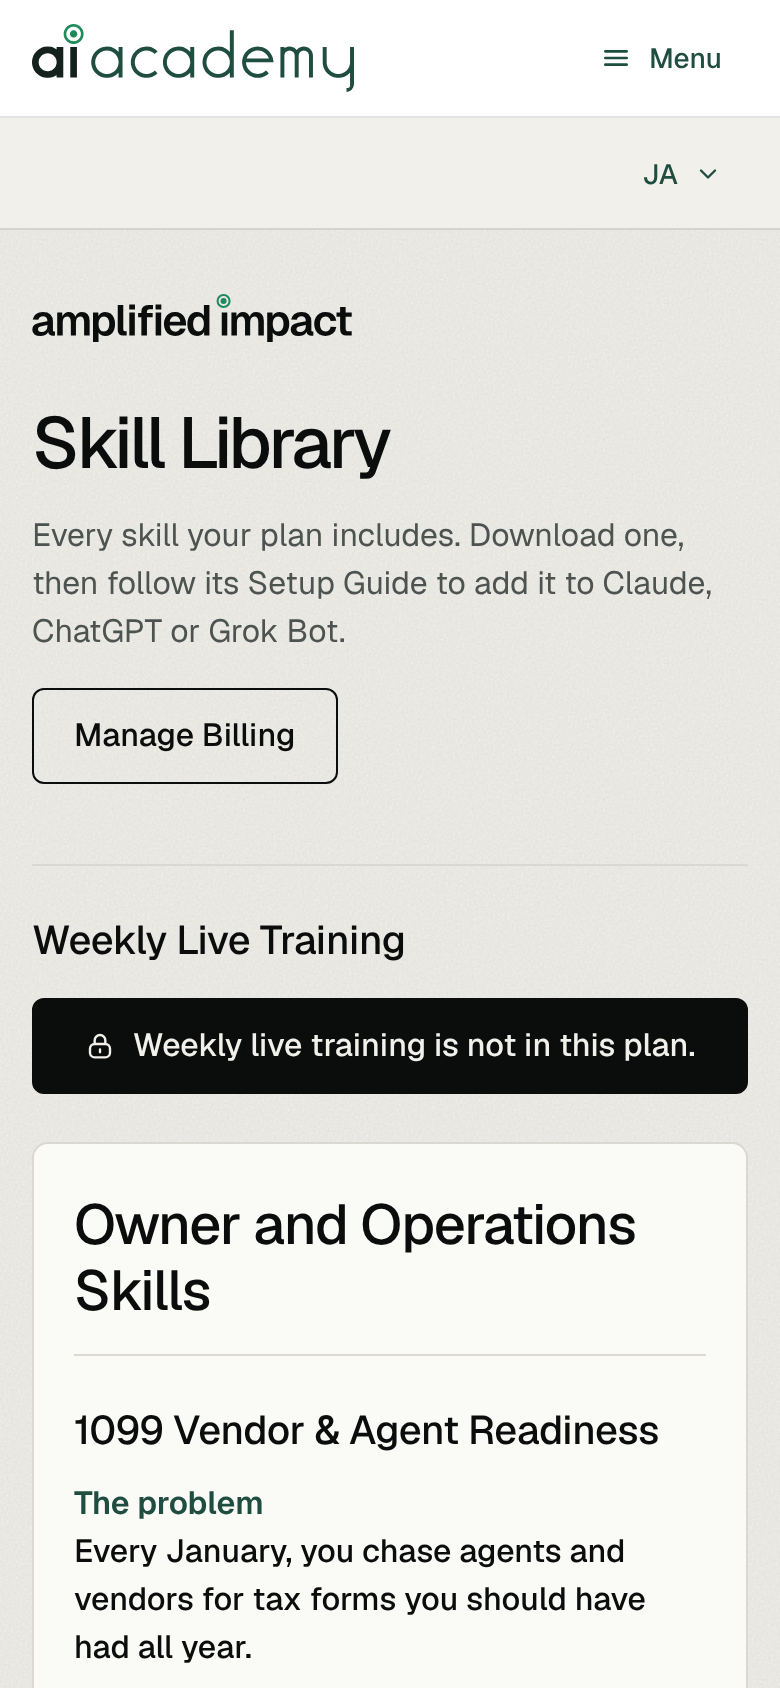 ai academy
Menu
JA
amplified impact
Skill Library
Every skill your plan includes. Download one,
then follow its Setup Guide to add it to Claude,
ChatGPT or Grok Bot.
Manage Billing
Weekly Live Training
Weekly live training is not in this plan.
Owner and Operations
Skills
1099 Vendor & Agent Readiness
The problem
Every January, you chase agents and
vendors for tax forms you should have
had all year.